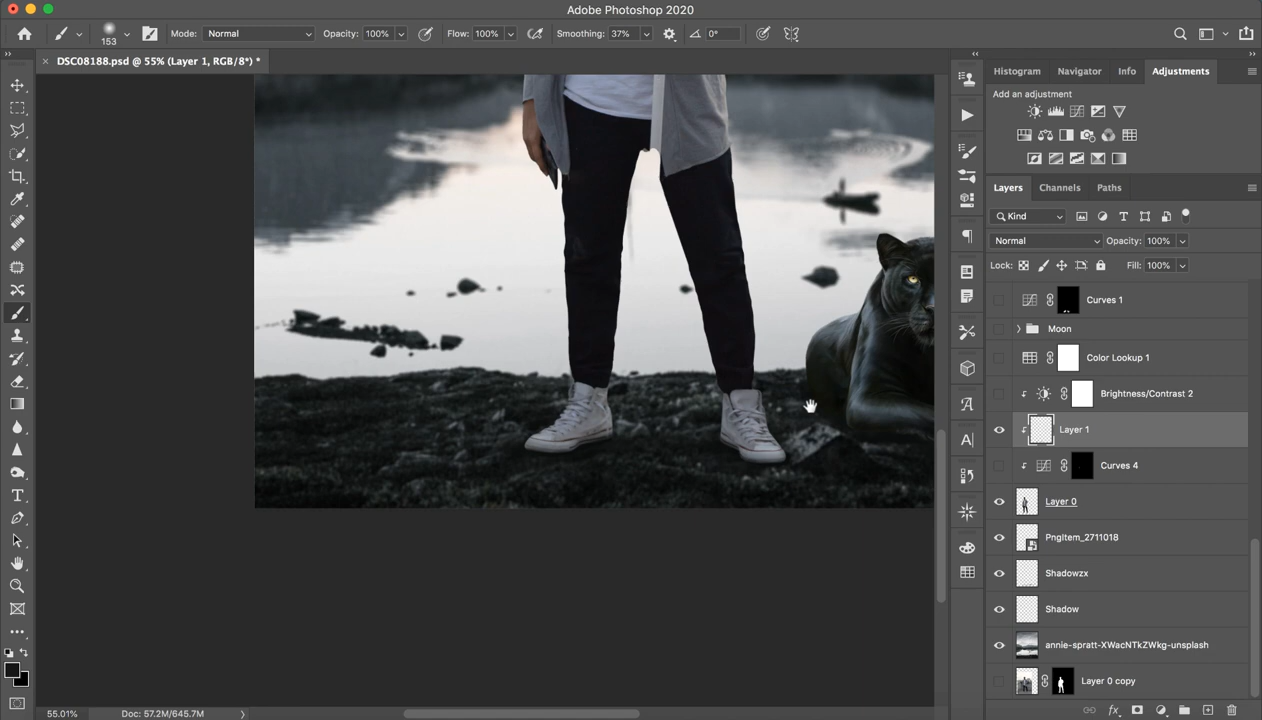 Adobe Photoshop 2020
153
Mode: Normal
Opacity: 100%
Flow: 100%
Smoothing: 37%
0°
DSC08188.psd @ 55% (Layer 1, RGB/8*) *
Histogram
Navigator
Info
Adjustments
Add an adjustment
Layers
Channels
Paths
Kind
Normal
Opacity: 100%
Lock:
Fill: 100%
Curves 1
Moon
Color Lookup 1
Brightness/Contrast 2
Layer 1
Curves 4
Layer 0
PngItem_2711018
Shadowzx
Shadow
annie-spratt-XWacNTkZWkg-unsplash
Layer 0 copy
55.01%
Doc: 57.2M/645.7M